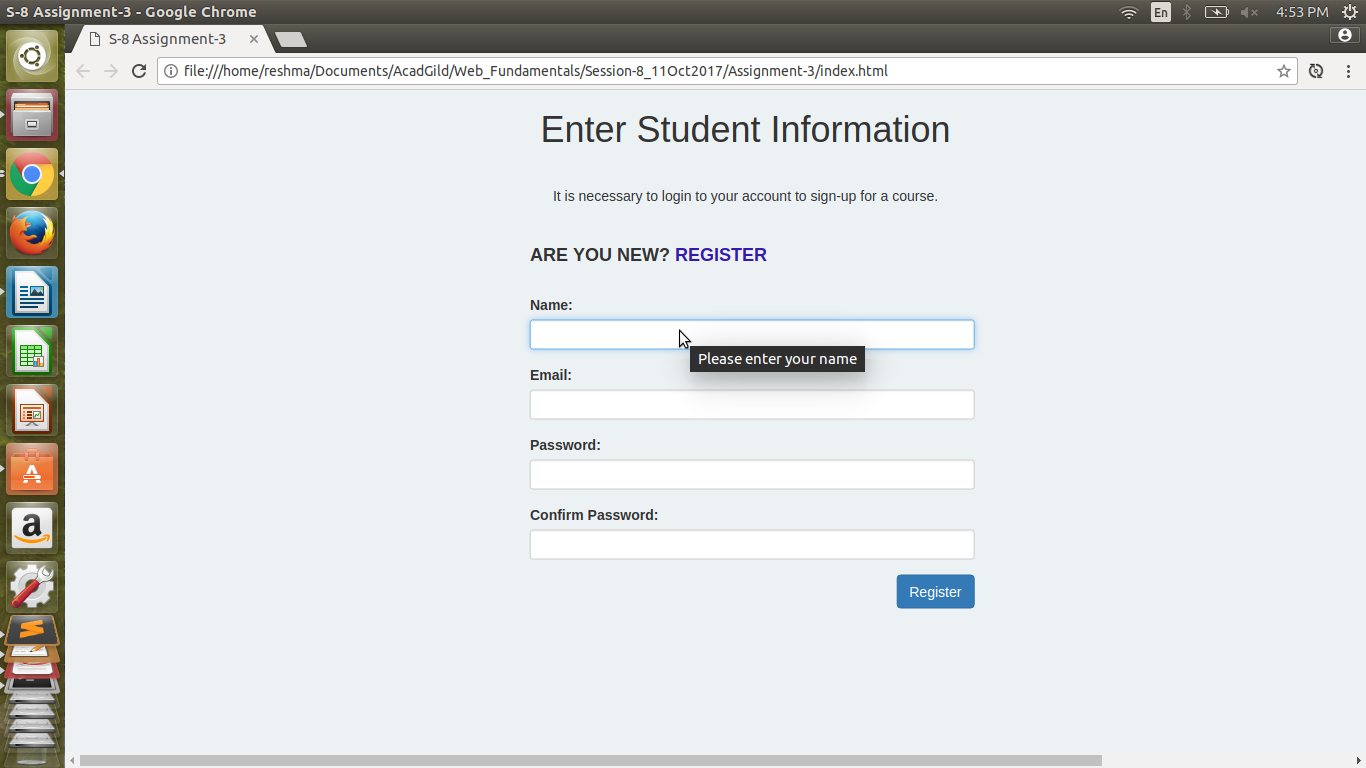 S-8 Assignment-3 - Google Chrome
En
4:53 PM
S-8 Assignment-3
file:///home/reshma/Documents/AcadGild/Web_Fundamentals/Session-8_11Oct2017/Assignment-3/index.html
Enter Student Information
It is necessary to login to your account to sign-up for a course.
ARE YOU NEW? REGISTER
Name:
Please enter your name
Email:
Password:
Confirm Password:
Register